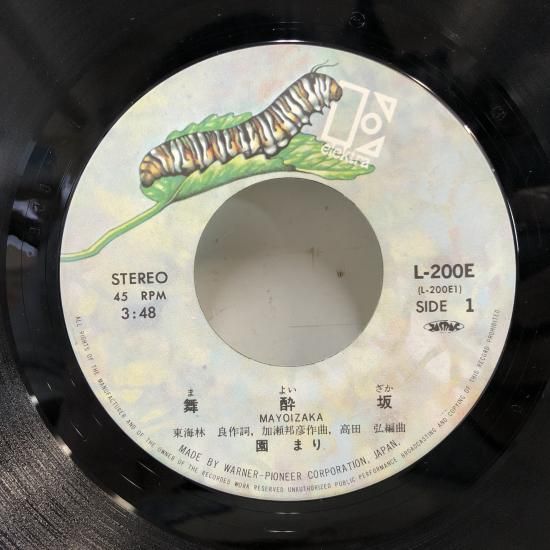 elektra
STEREO
45 RPM
3:48
L-200E
(L-200E1)
SIDE 1
JASRAC
ま よい ざか
舞酔坂
MAYOIZAKA
東海林 良作詞, 加瀬邦彦作曲, 高田 弘編曲
園 まり
MADE BY WARNER-PIONEER CORPORATION, JAPAN.
ALL RIGHTS OF THE MANUFACTURER AND OF THE OWNER OF THE RECORDED WORK RESERVED UNAUTHORIZED PUBLIC PERFORMANCE, BROADCASTING AND COPYING OF THIS RECORD PROHIBITED